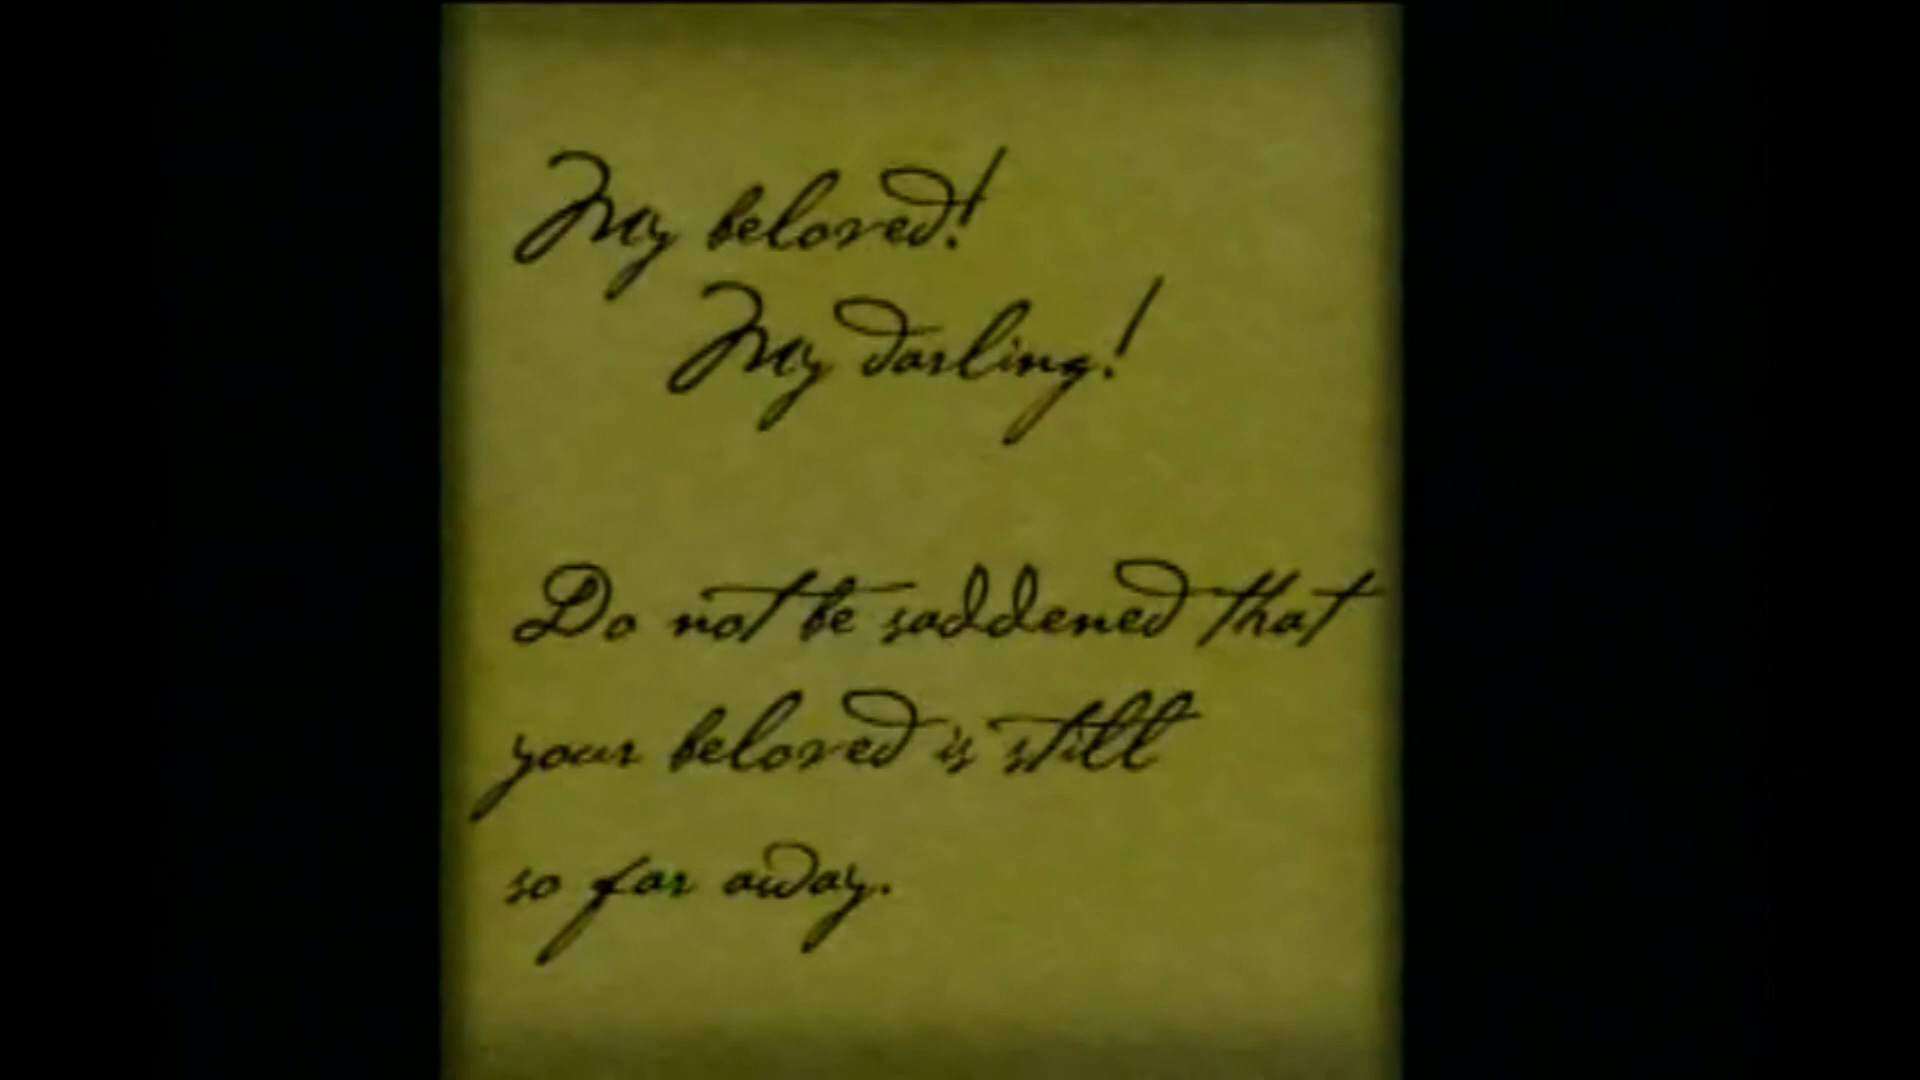 My beloved!
My darling!
Do not be saddened that
your beloved is still
so far away.